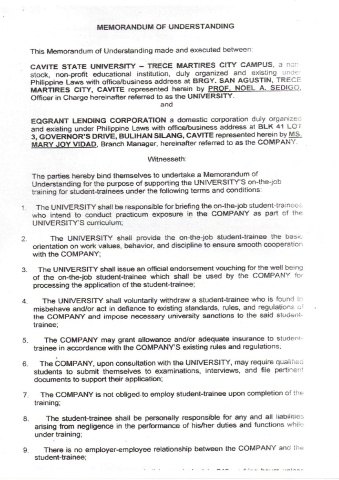 MEMORANDUM OF UNDERSTANDING
This Memorandum of Understanding made and executed between:
CAVITE STATE UNIVERSITY – TRECE MARTIRES CITY CAMPUS, a non-
stock, non-profit educational institution, duly organized and existing under
Philippine Laws with office/business address at BRGY. SAN AGUSTIN, TRECE
MARTIRES CITY, CAVITE represented herein by PROF. NOEL A. SEDIGO,
Officer in Charge hereinafter referred to as the UNIVERSITY.
and
EQGRANT LENDING CORPORATION a domestic corporation duly organized
and existing under Philippine Laws with office/business address at BLK 41 LOT
3, GOVERNOR'S DRIVE, BULIHAN SILANG, CAVITE represented herein by MS.
MARY JOY VIDAD, Branch Manager, hereinafter referred to as the COMPANY.
Witnesseth:
The parties hereby bind themselves to undertake a Memorandum of
Understanding for the purpose of supporting the UNIVERSITY'S on-the-job
training for student-trainees under the following terms and conditions:
1. The UNIVERSITY shall be responsible for briefing the on-the-job student-trainees
who intend to conduct practicum exposure in the COMPANY as part of the
UNIVERSITY'S curriculum;
2. The UNIVERSITY shall provide the on-the-job student-trainee the basic
orientation on work values, behavior, and discipline to ensure smooth cooperation
with the COMPANY;
3. The UNIVERSITY shall issue an official endorsement vouching for the well being
of the on-the-job student-trainee which shall be used by the COMPANY for
processing the application of the student-trainee;
4. The UNIVERSITY shall voluntarily withdraw a student-trainee who is found to
misbehave and/or act in defiance to existing standards, rules, and regulations of
the COMPANY and impose necessary university sanctions to the said student-
trainee;
5. The COMPANY may grant allowance and/or adequate insurance to student-
trainee in accordance with the COMPANY'S existing rules and regulations;
6. The COMPANY, upon consultation with the UNIVERSITY, may require qualified
students to submit themselves to examinations, interviews, and file pertinent
documents to support their application;
7. The COMPANY is not obliged to employ student-trainee upon completion of the
training;
8. The student-trainee shall be personally responsible for any and all liabilities
arising from negligence in the performance of his/her duties and functions while
under training;
9. There is no employer-employee relationship between the COMPANY and the
student-trainee;